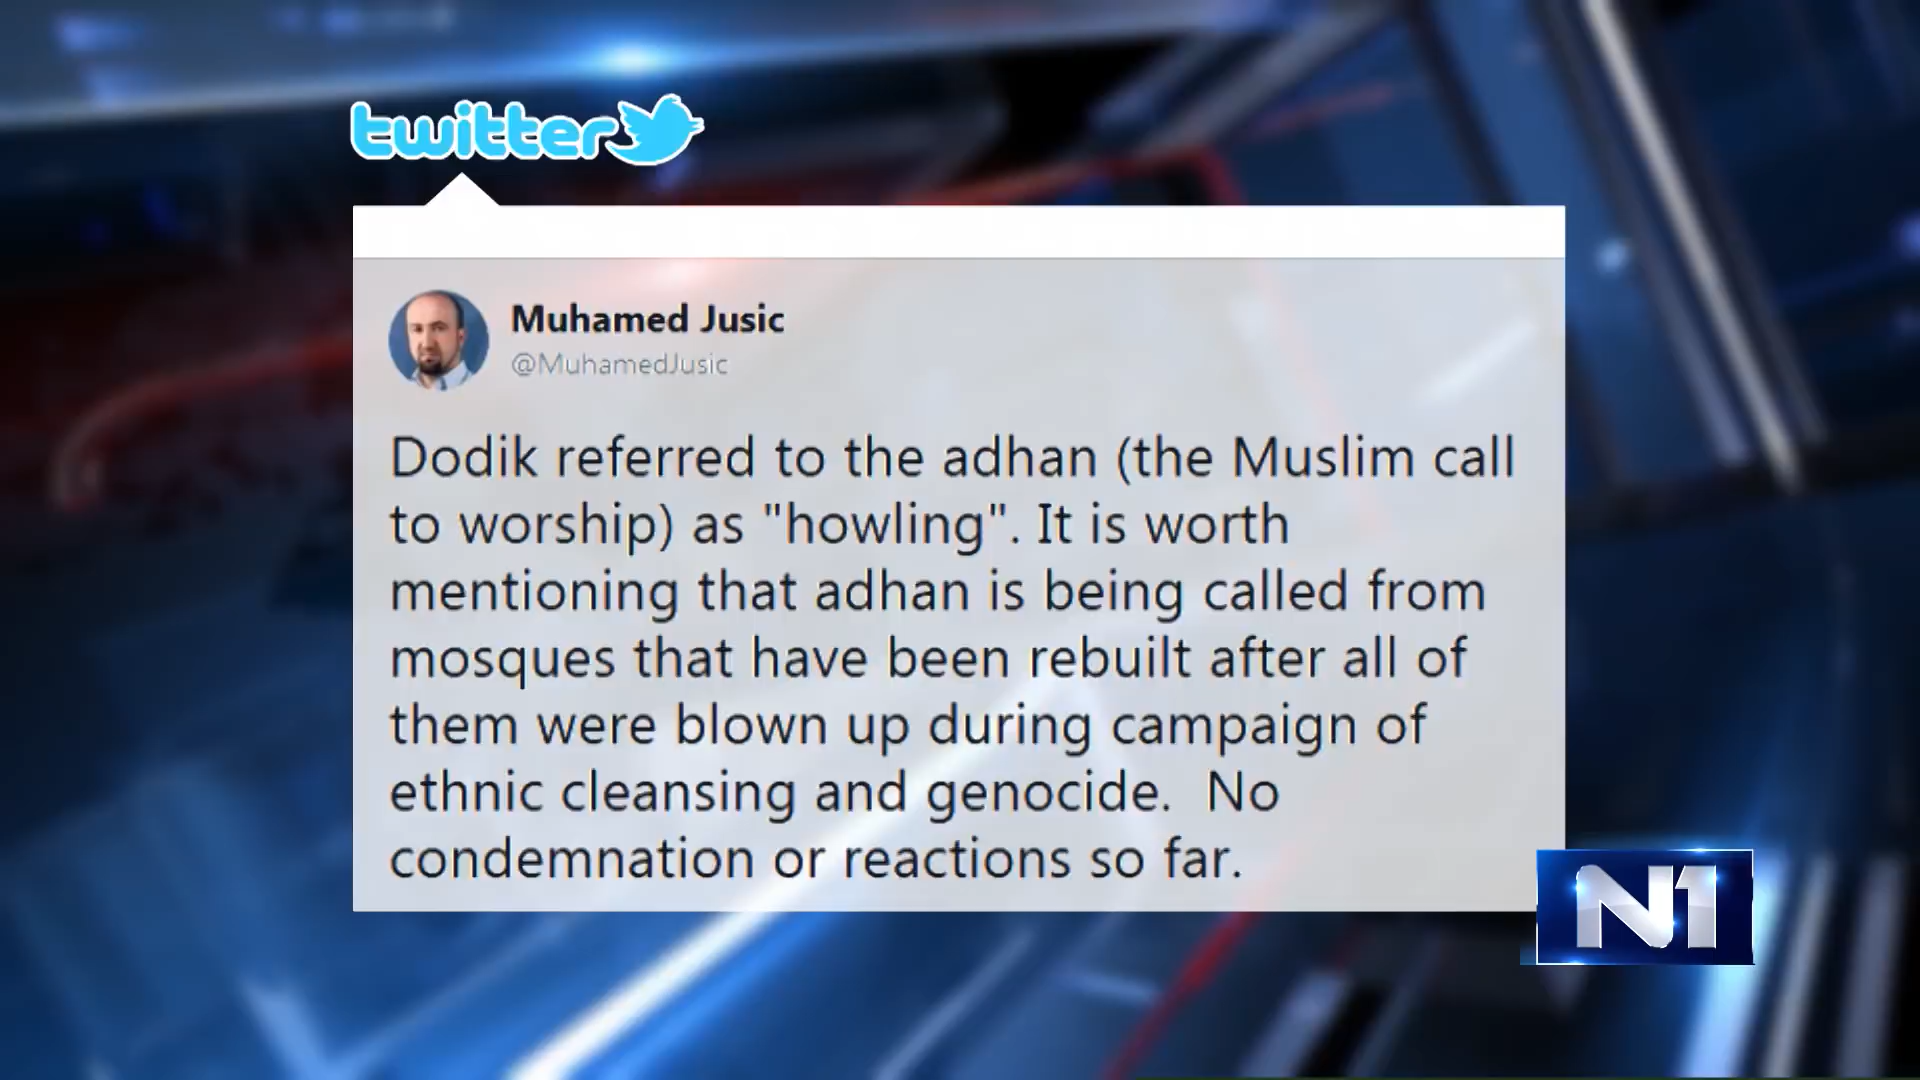 twitter
Muhamed Jusic
@MuhamedJusic
Dodik referred to the adhan (the Muslim call
to worship) as "howling". It is worth
mentioning that adhan is being called from
mosques that have been rebuilt after all of
them were blown up during campaign of
ethnic cleansing and genocide.  No
condemnation or reactions so far.
N1